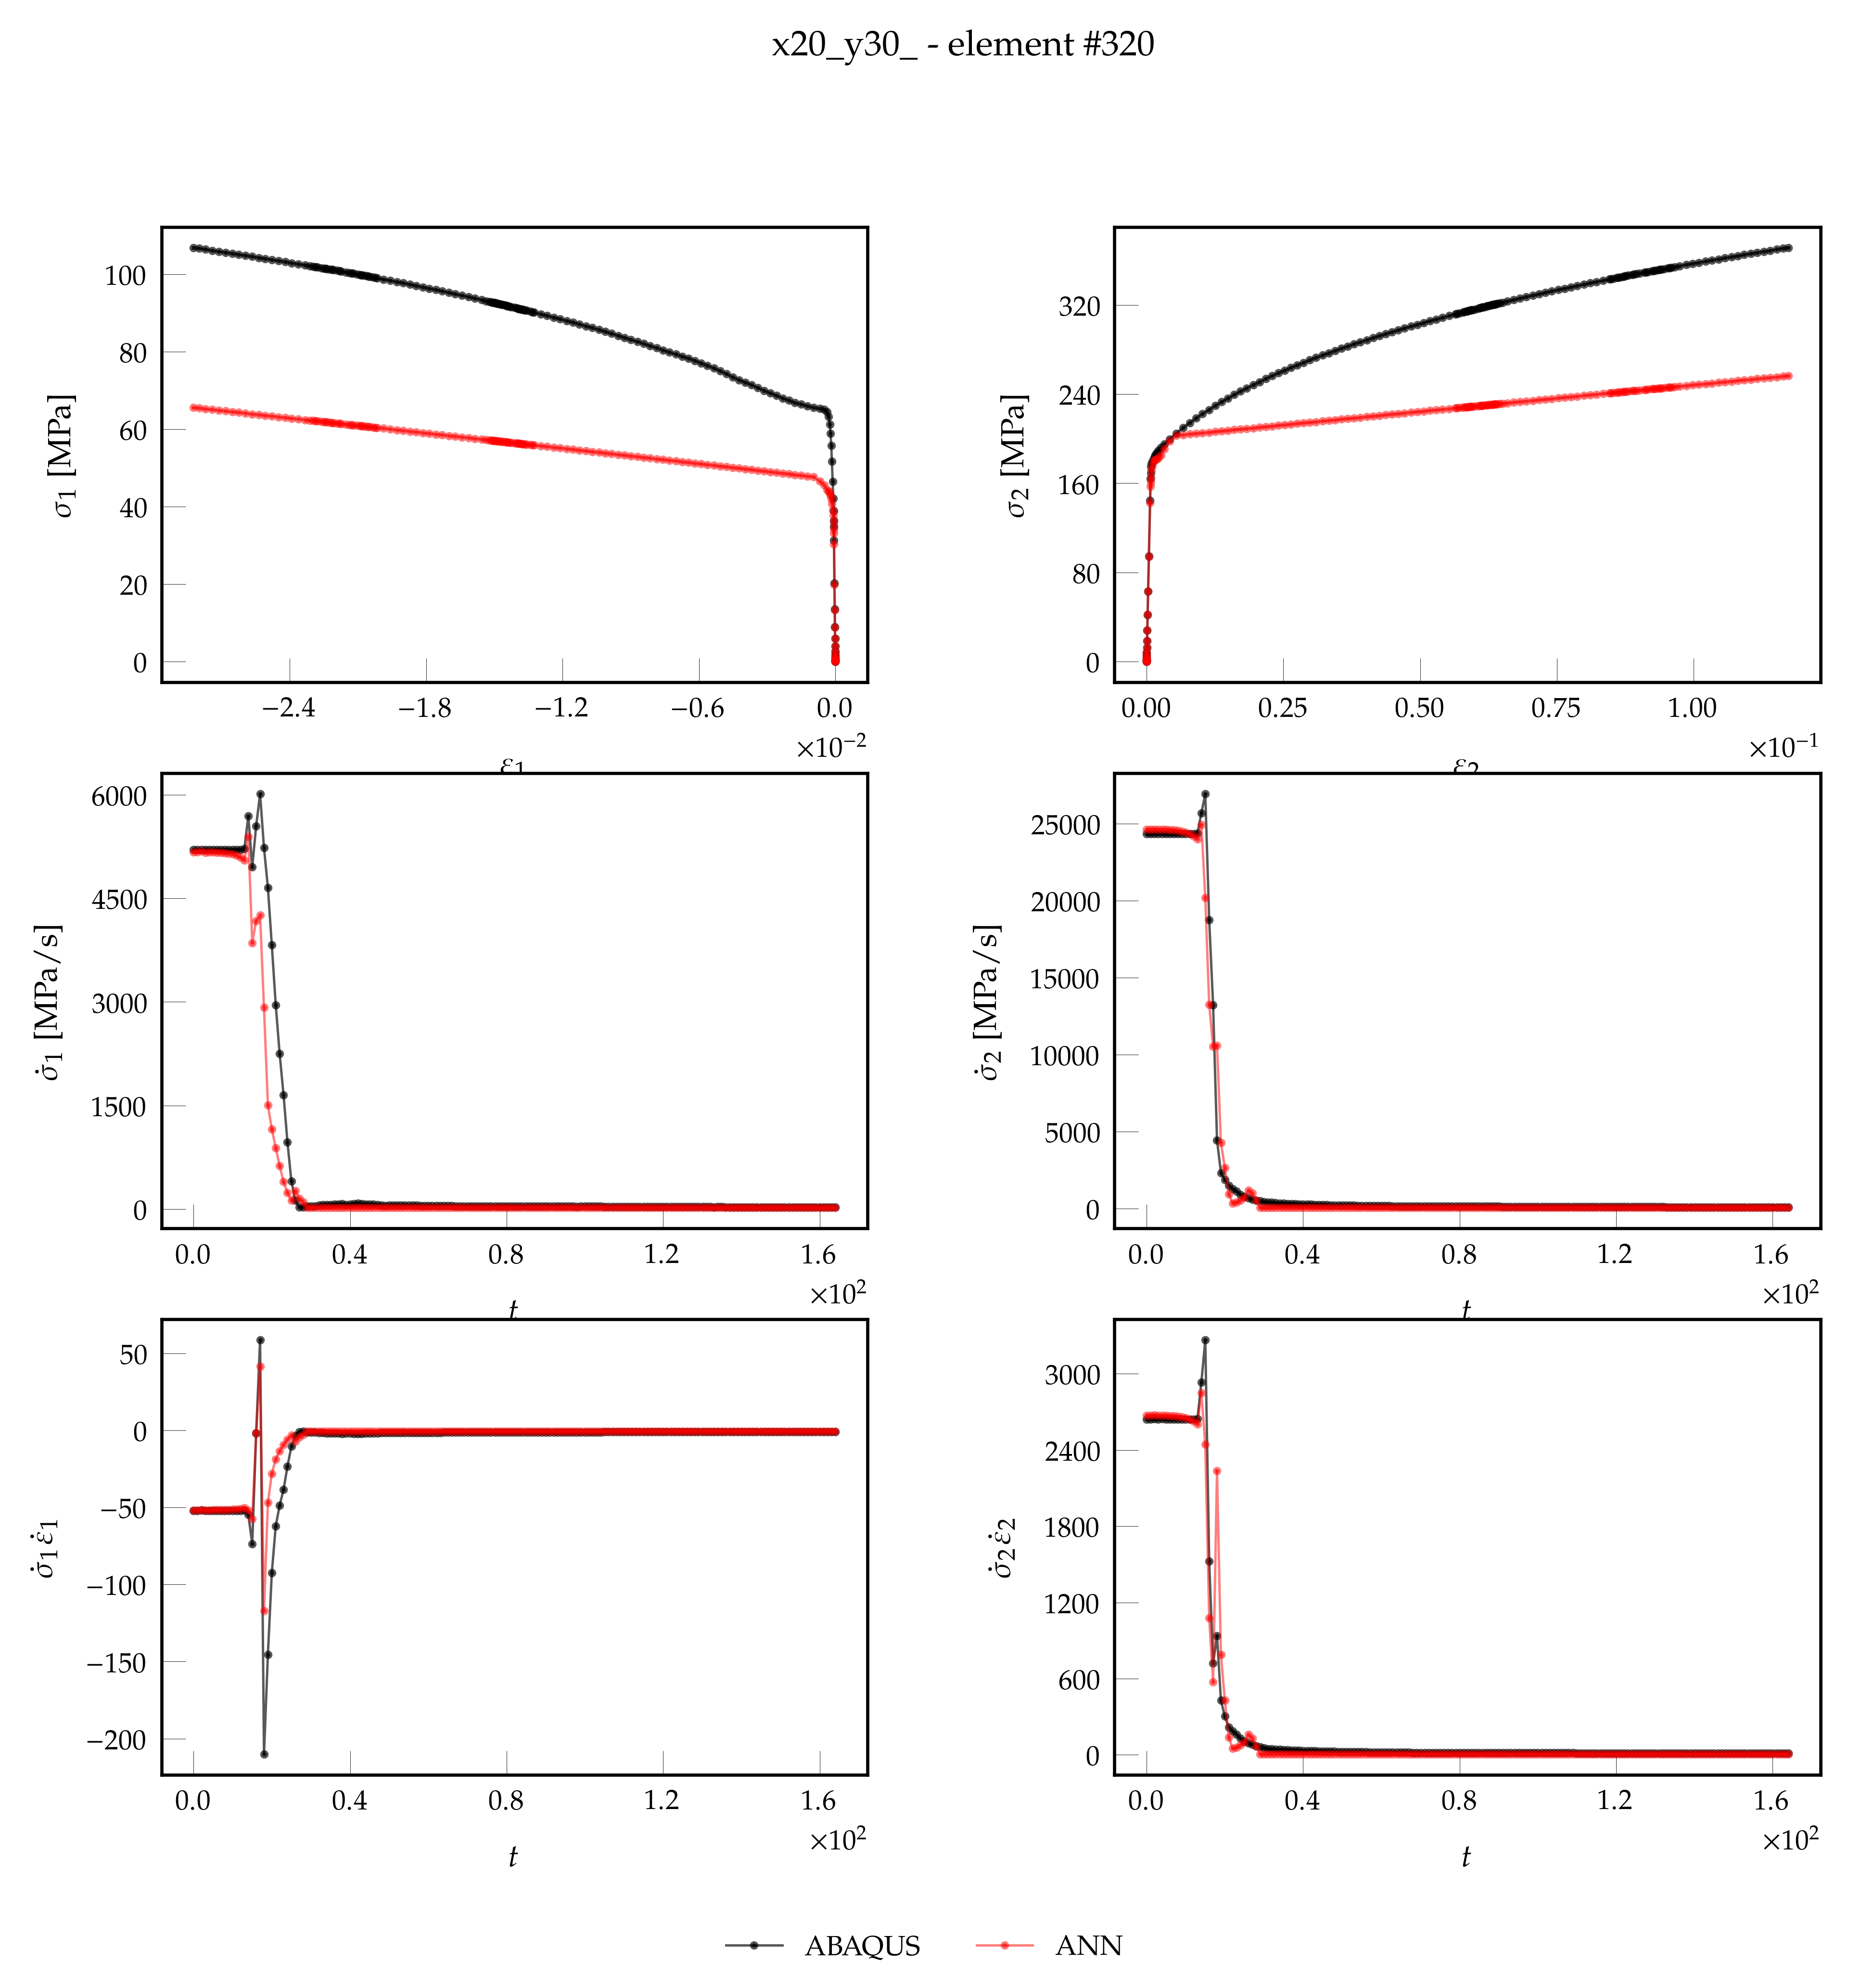 x20_y30_ - element #320
σ1 [MPa]
100
80
60
40
20
0
−2.4 −1.8 −1.2 −0.6 0.0
×10−2
ε1
σ2 [MPa]
320
240
160
80
0
0.00 0.25 0.50 0.75 1.00
×10−1
ε2
σ̇1 [MPa/s]
6000
4500
3000
1500
0
0.0 0.4 0.8 1.2 1.6
×102
t
σ̇2 [MPa/s]
25000
20000
15000
10000
5000
0
0.0 0.4 0.8 1.2 1.6
×102
t
σ̇1ε̇1
50
0
−50
−100
−150
−200
0.0 0.4 0.8 1.2 1.6
×102
t
σ̇2ε̇2
3000
2400
1800
1200
600
0
0.0 0.4 0.8 1.2 1.6
×102
t
ABAQUS ANN